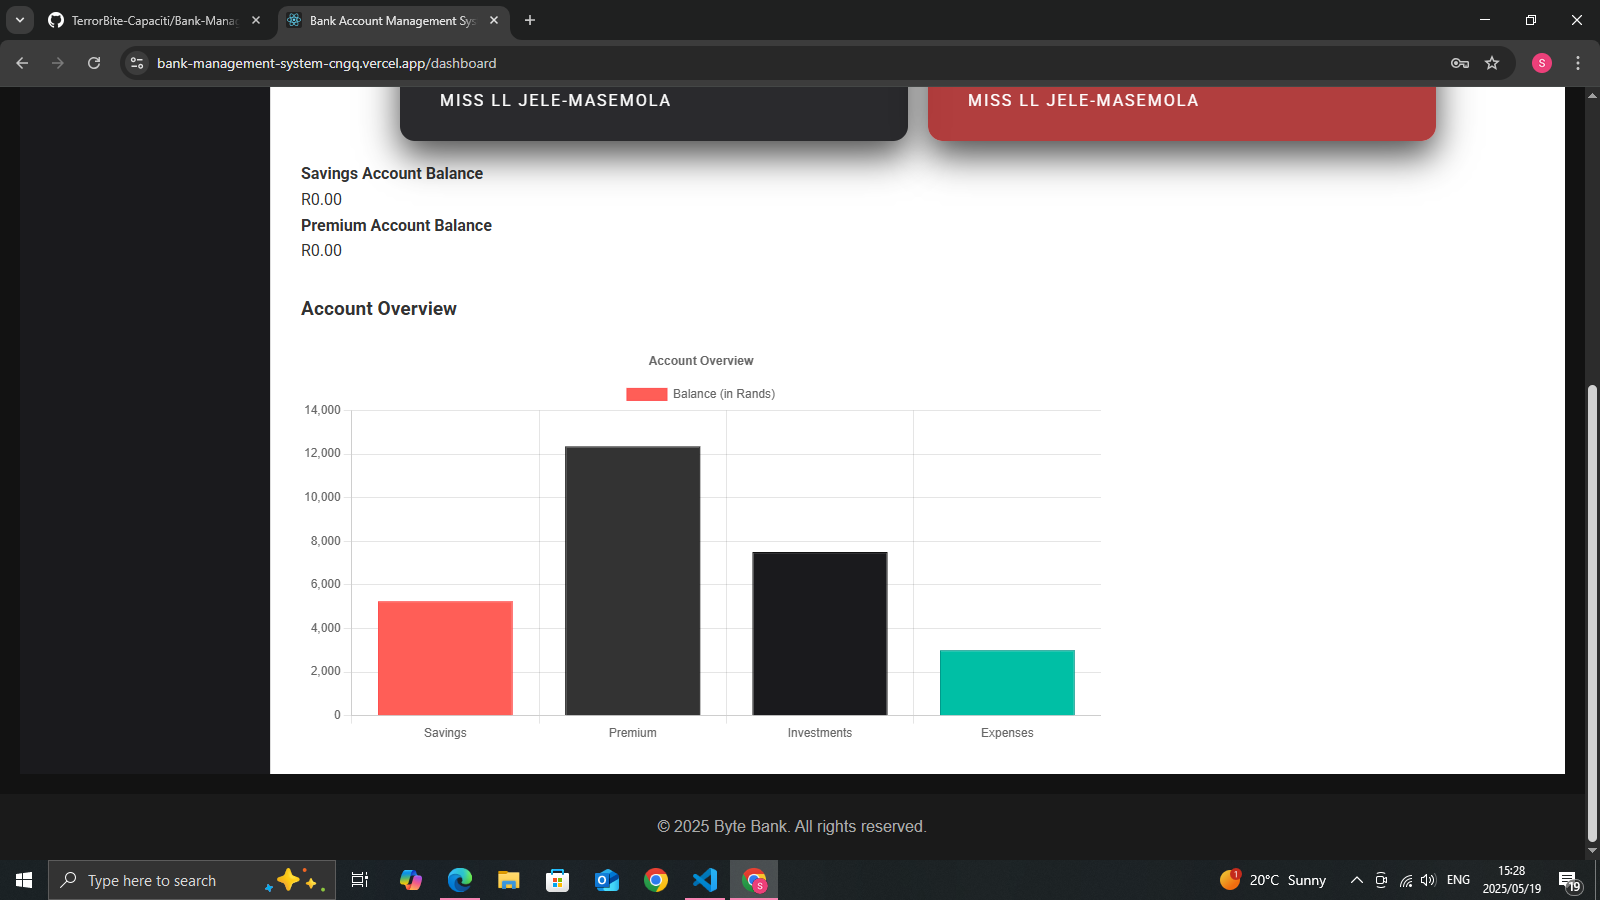 TerrorBite-Capaciti/Bank-Manag
Bank Account Management Sys
bank-management-system-cngq.vercel.app/dashboard
S
MISS LL JELE-MASEMOLA
MISS LL JELE-MASEMOLA
Savings Account Balance
R0.00
Premium Account Balance
R0.00
Account Overview
Account Overview
Balance (in Rands)
14,000
12,000
10,000
8,000
6,000
4,000
2,000
0
Savings
Premium
Investments
Expenses
© 2025 Byte Bank. All rights reserved.
Type here to search
S
1
20°C Sunny
ENG
15:28
2025/05/19
19